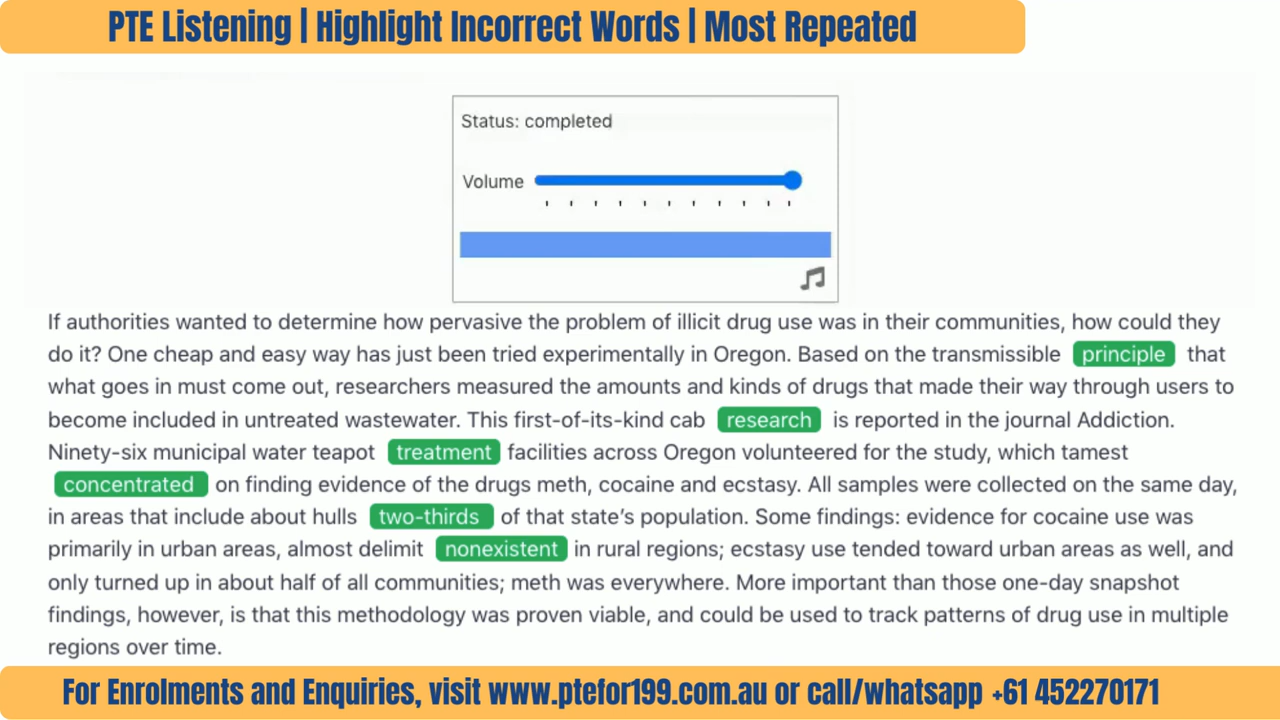 PTE Listening | Highlight Incorrect Words | Most Repeated
Status: completed
Volume
If authorities wanted to determine how pervasive the problem of illicit drug use was in their communities, how could they
do it? One cheap and easy way has just been tried experimentally in Oregon. Based on the transmissible principle that
what goes in must come out, researchers measured the amounts and kinds of drugs that made their way through users to
become included in untreated wastewater. This first-of-its-kind cab research is reported in the journal Addiction.
Ninety-six municipal water teapot treatment facilities across Oregon volunteered for the study, which tamest
concentrated on finding evidence of the drugs meth, cocaine and ecstasy. All samples were collected on the same day,
in areas that include about hulls two-thirds of that state’s population. Some findings: evidence for cocaine use was
primarily in urban areas, almost delimit nonexistent in rural regions; ecstasy use tended toward urban areas as well, and
only turned up in about half of all communities; meth was everywhere. More important than those one-day snapshot
findings, however, is that this methodology was proven viable, and could be used to track patterns of drug use in multiple
regions over time.
For Enrolments and Enquiries, visit www.ptefor199.com.au or call/whatsapp +61 452270171